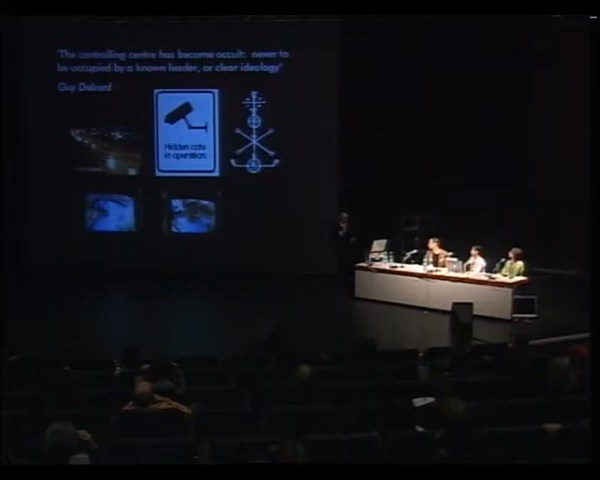 'The controlling centre has become occult: never to
be occupied by a known leader, or clear ideology'
Guy Debord
Hidden cctv
in operation.